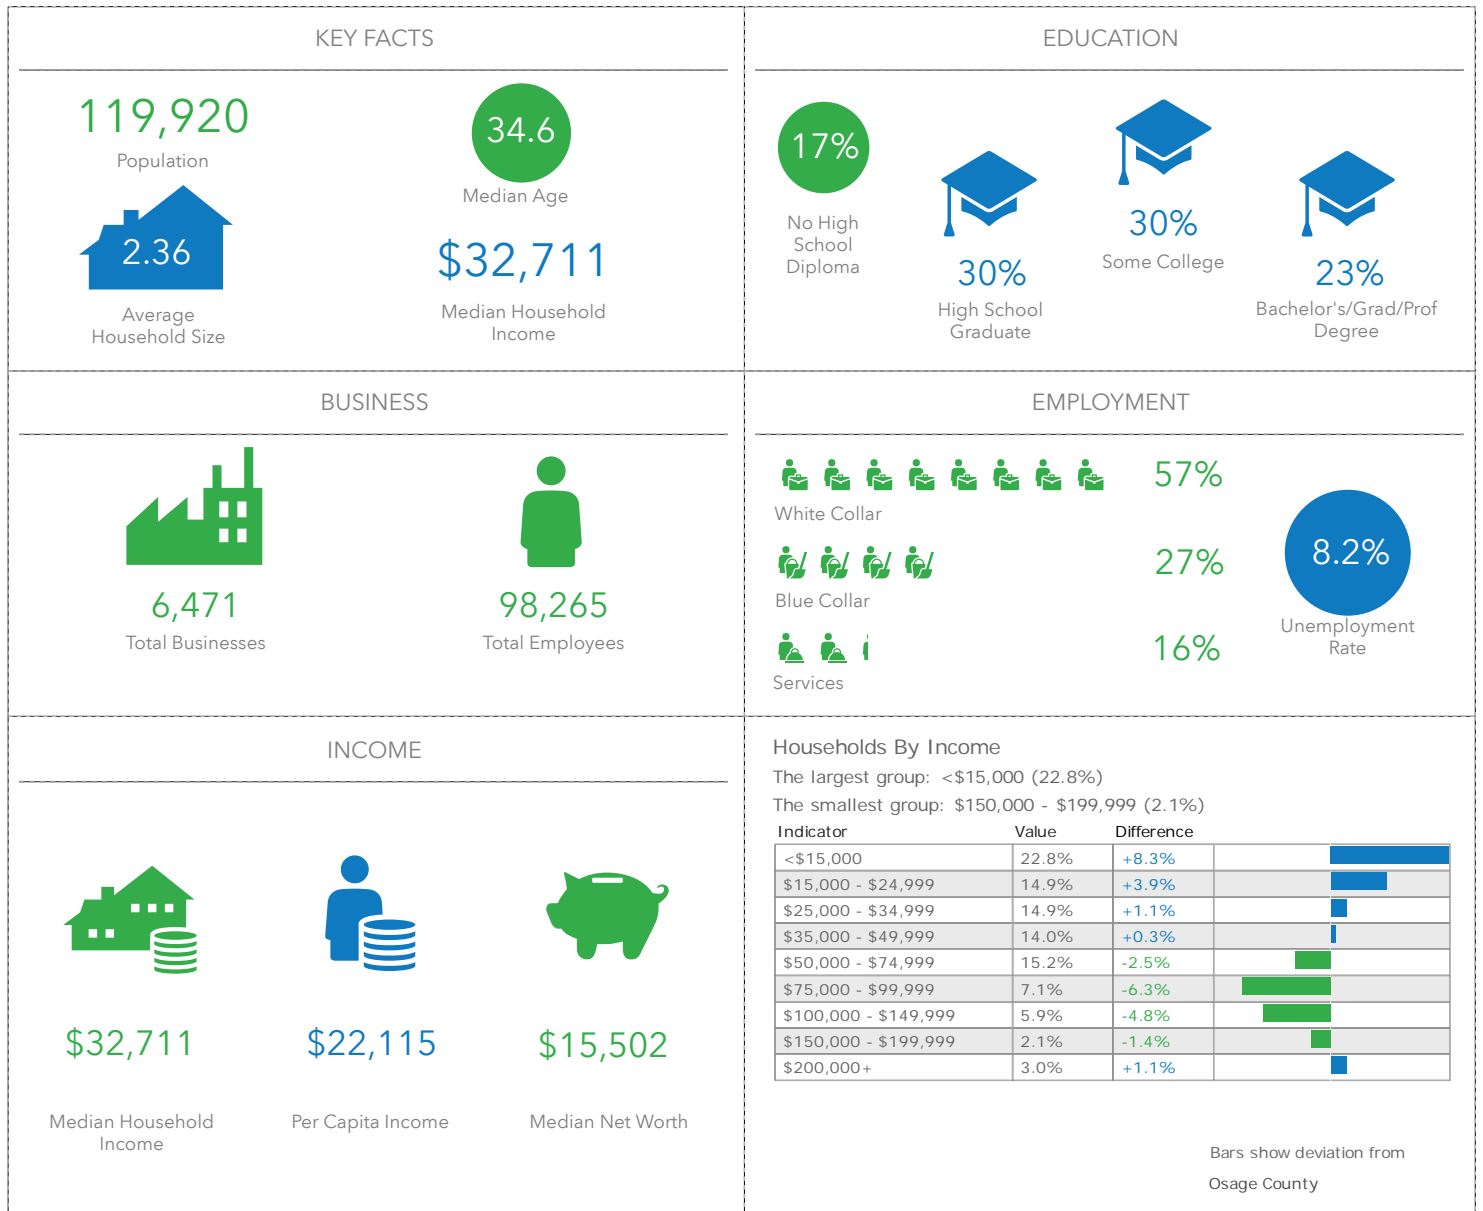 KEY FACTS
119,920
Population
34.6
Median Age
2.36
Average
Household Size
$32,711
Median Household
Income
EDUCATION
17%
No High
School
Diploma
30%
High School
Graduate
30%
Some College
23%
Bachelor's/Grad/Prof
Degree
BUSINESS
6,471
Total Businesses
98,265
Total Employees
EMPLOYMENT
57%
White Collar
27%
Blue Collar
16%
Services
8.2%
Unemployment
Rate
INCOME
$32,711
Median Household
Income
$22,115
Per Capita Income
$15,502
Median Net Worth
Households By Income
The largest group: <$15,000 (22.8%)
The smallest group: $150,000 - $199,999 (2.1%)
Indicator Value Difference
<$15,000 22.8% +8.3%
$15,000 - $24,999 14.9% +3.9%
$25,000 - $34,999 14.9% +1.1%
$35,000 - $49,999 14.0% +0.3%
$50,000 - $74,999 15.2% -2.5%
$75,000 - $99,999 7.1% -6.3%
$100,000 - $149,999 5.9% -4.8%
$150,000 - $199,999 2.1% -1.4%
$200,000+ 3.0% +1.1%
Bars show deviation from
Osage County